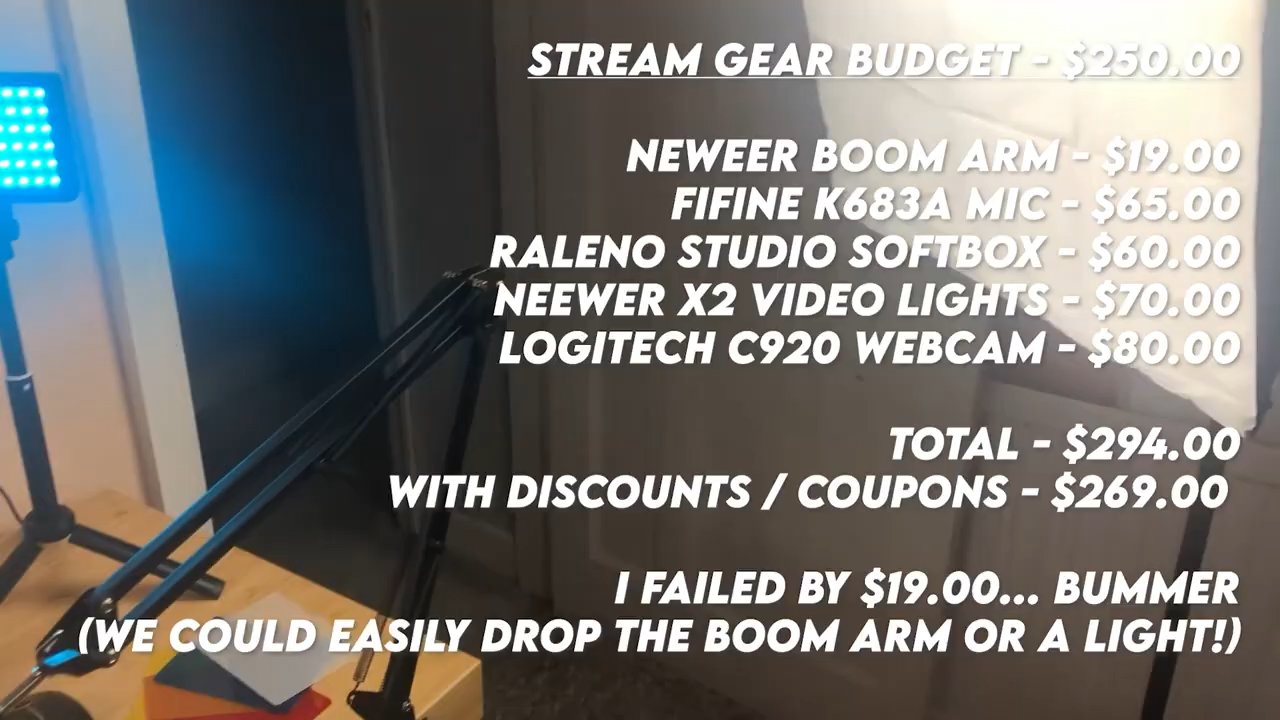 STREAM GEAR BUDGET - $250.00
NEWEER BOOM ARM - $19.00
FIFINE K683A MIC - $65.00
RALENO STUDIO SOFTBOX - $60.00
NEEWER X2 VIDEO LIGHTS - $70.00
LOGITECH C920 WEBCAM - $80.00
TOTAL - $294.00
WITH DISCOUNTS / COUPONS - $269.00
I FAILED BY $19.00... BUMMER
(WE COULD EASILY DROP THE BOOM ARM OR A LIGHT!)